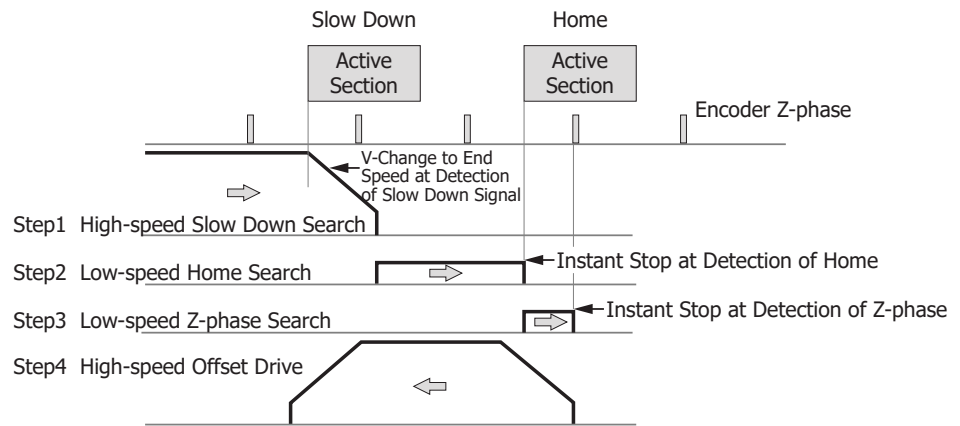 Slow Down
Home
Active
Section
Active
Section
Encoder Z-phase
V-Change to End
Speed at Detection
of Slow Down Signal
Step1 High-speed Slow Down Search
Step2 Low-speed Home Search
Instant Stop at Detection of Home
Step3 Low-speed Z-phase Search
Instant Stop at Detection of Z-phase
Step4 High-speed Offset Drive